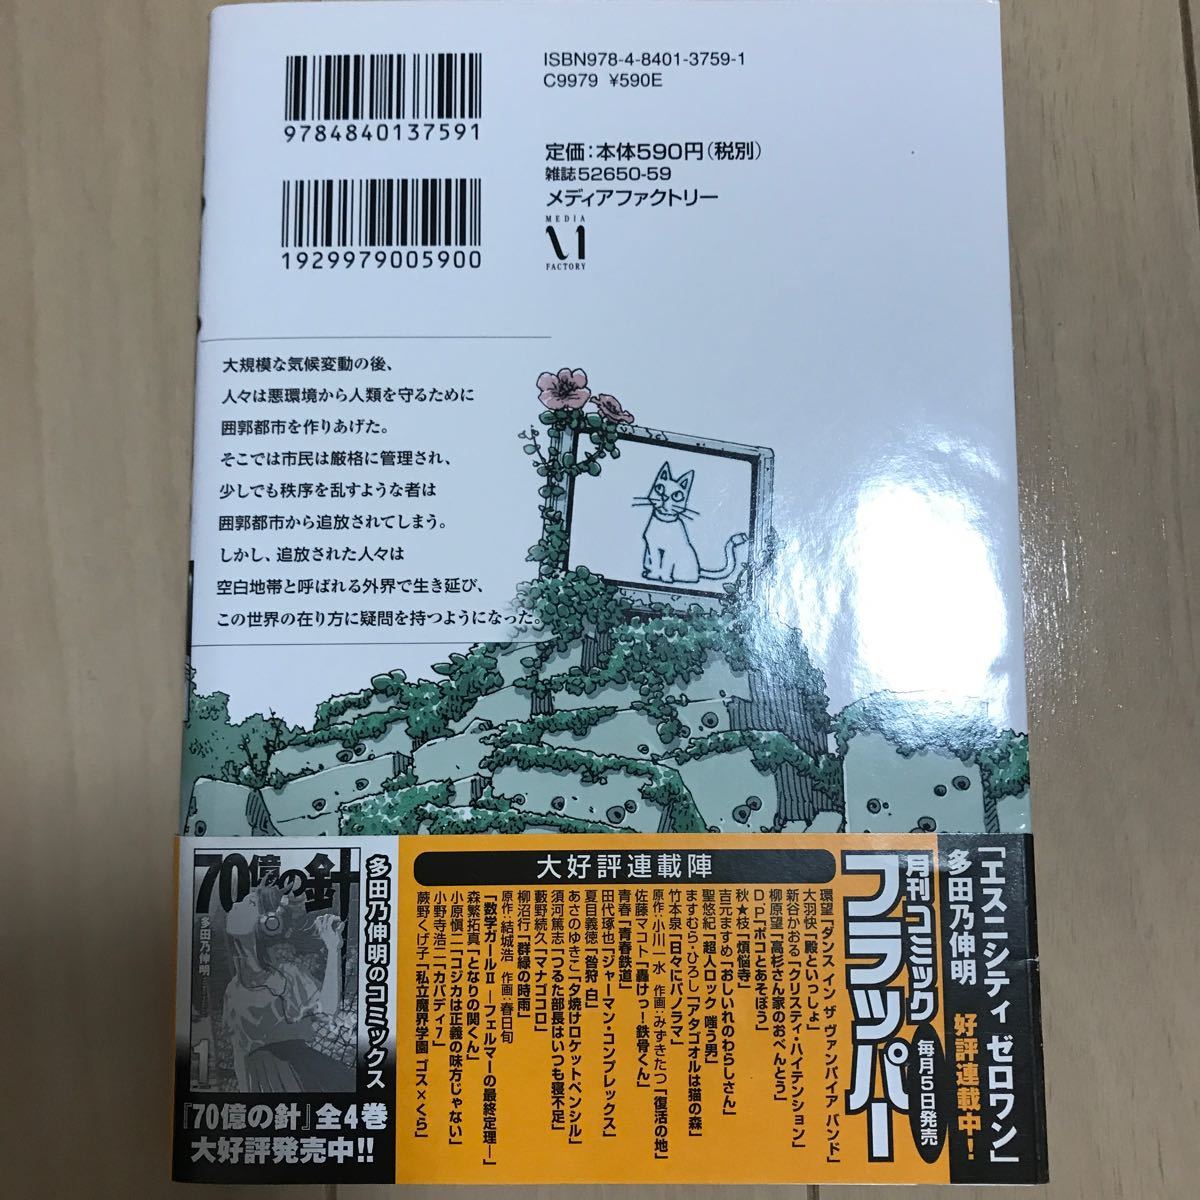 ISBN978-4-8401-3759-1
C9979 ¥590E
9784840137591
定価:本体590円(税別)
雑誌52650-59
メディアファクトリー
MEDIA
FACTORY
1929979005900
大規模な気候変動の後、
人々は悪環境から人類を守るために
囲郭都市を作りあげた。
そこでは市民は厳格に管理され、
少しでも秩序を乱すような者は
囲郭都市から追放されてしまう。
しかし、追放された人々は
空白地帯と呼ばれる外界で生き延び、
この世界の在り方に疑問を持つようになった。
「エスニシティ ゼロワン」
多田乃伸明 好評連載中!
月刊コミック
フラッパー
毎月5日発売
大好評連載陣
環望「ダンス イン ザ ヴァンパイア バンド」
大羽快「殿といっしょ」
新谷かおる「クリスティ・ハイテンション」
柳原望「高杉さん家のおべんとう」
D.P「ポコとあそぼう」
秋★枝「煩悩寺」
吉元ますめ「おしいれのわらしさん」
聖悠紀「超人ロック 嗤う男」
ますむら・ひろし「アタゴオルは猫の森」
竹本泉「日々にパノラマ」
原作:小川一水 作画:みずきたつ「復活の地」
佐藤マコト「轟けっ!鉄骨くん」
青春「青春鉄道」
田代琢也「ジャーマン・コンプレックス」
夏目義徳「咎狩 白」
あさのゆきこ「夕焼けロケットペンシル」
須河篤志「つるた部長はいつも寝不足」
藪野続久「マナゴコロ」
柳沼行「群緑の時雨」
原作:結城浩 作画:春日旬
「数学ガールII―フェルマーの最終定理―」
森繁拓真「となりの関くん」
小原愼二「コジカは正義の味方じゃない」
小野寺浩二「カバディ7」
蕨野くげ子「私立魔界学園 ゴス×くら」
多田乃伸明のコミックス
70億の針
多田乃伸明
1
『70億の針』全4巻
大好評発売中!!